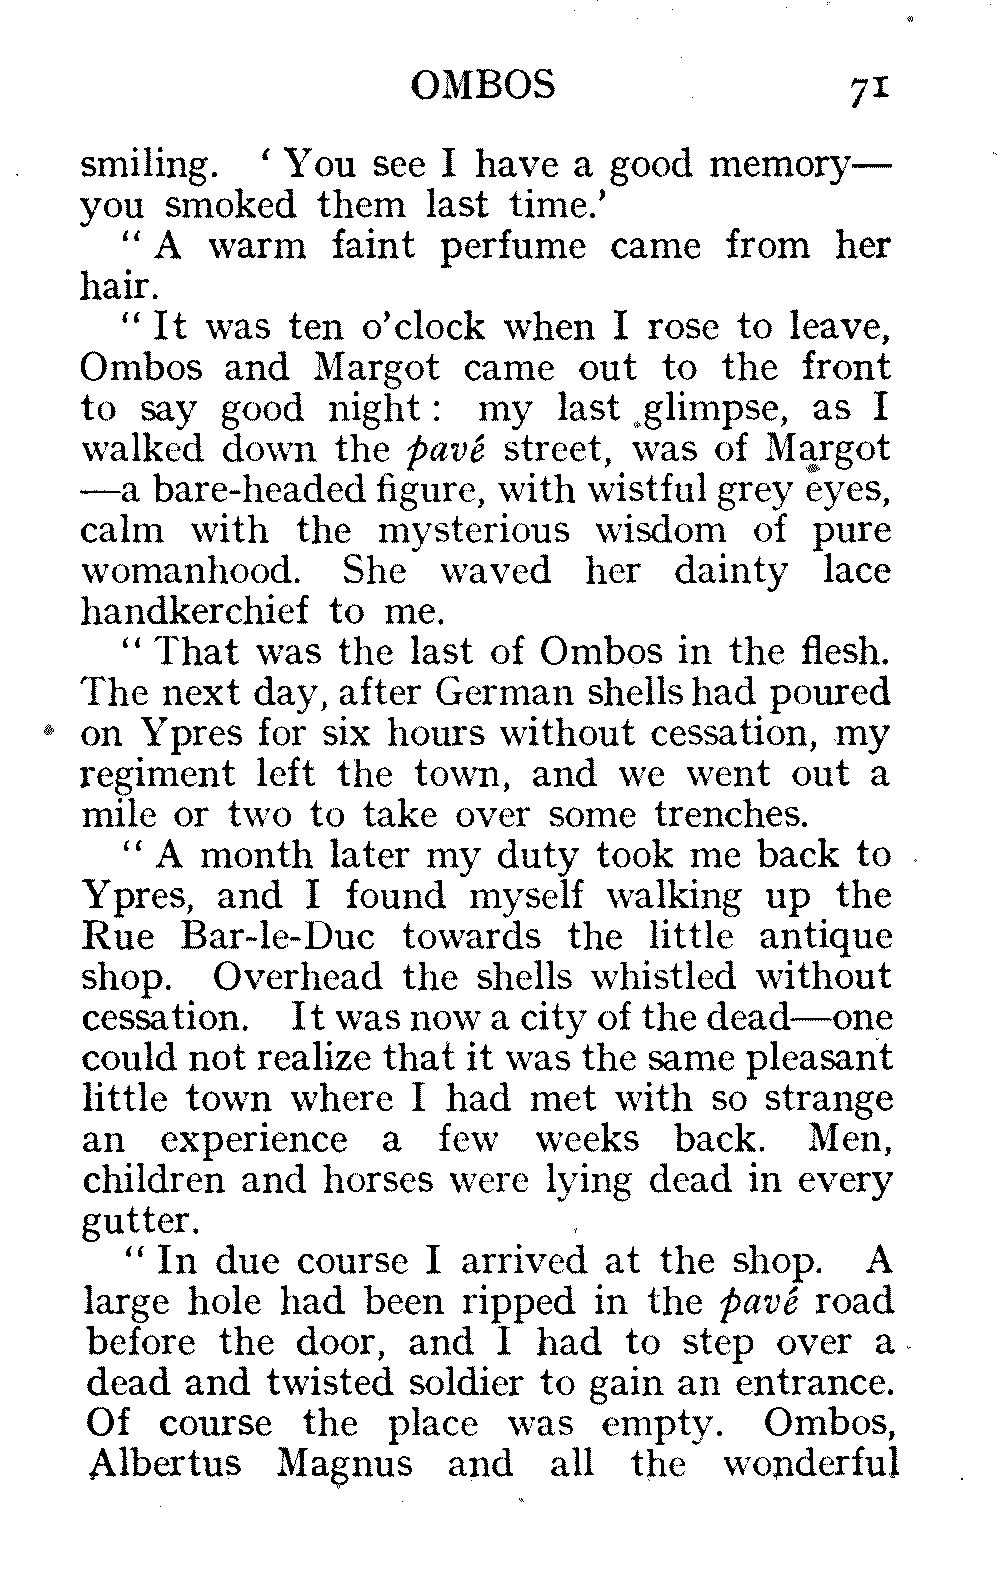 OMBOS 71
smiling. ‘ You see I have a good memory—
you smoked them last time.’
“ A warm faint perfume came from her
hair.
“ It was ten o’clock when I rose to leave,
Ombos and Margot came out to the front
to say good night : my last glimpse, as I
walked down the pavé street, was of Margot
—a bare-headed figure, with wistful grey eyes,
calm with the mysterious wisdom of pure
womanhood. She waved her dainty lace
handkerchief to me.
“ That was the last of Ombos in the flesh.
The next day, after German shells had poured
on Ypres for six hours without cessation, my
regiment left the town, and we went out a
mile or two to take over some trenches.
“ A month later my duty took me back to
Ypres, and I found myself walking up the
Rue Bar-le-Duc towards the little antique
shop. Overhead the shells whistled without
cessation. It was now a city of the dead—one
could not realize that it was the same pleasant
little town where I had met with so strange
an experience a few weeks back. Men,
children and horses were lying dead in every
gutter.
“ In due course I arrived at the shop. A
large hole had been ripped in the pavé road
before the door, and I had to step over a
dead and twisted soldier to gain an entrance.
Of course the place was empty. Ombos,
Albertus Magnus and all the wonderful